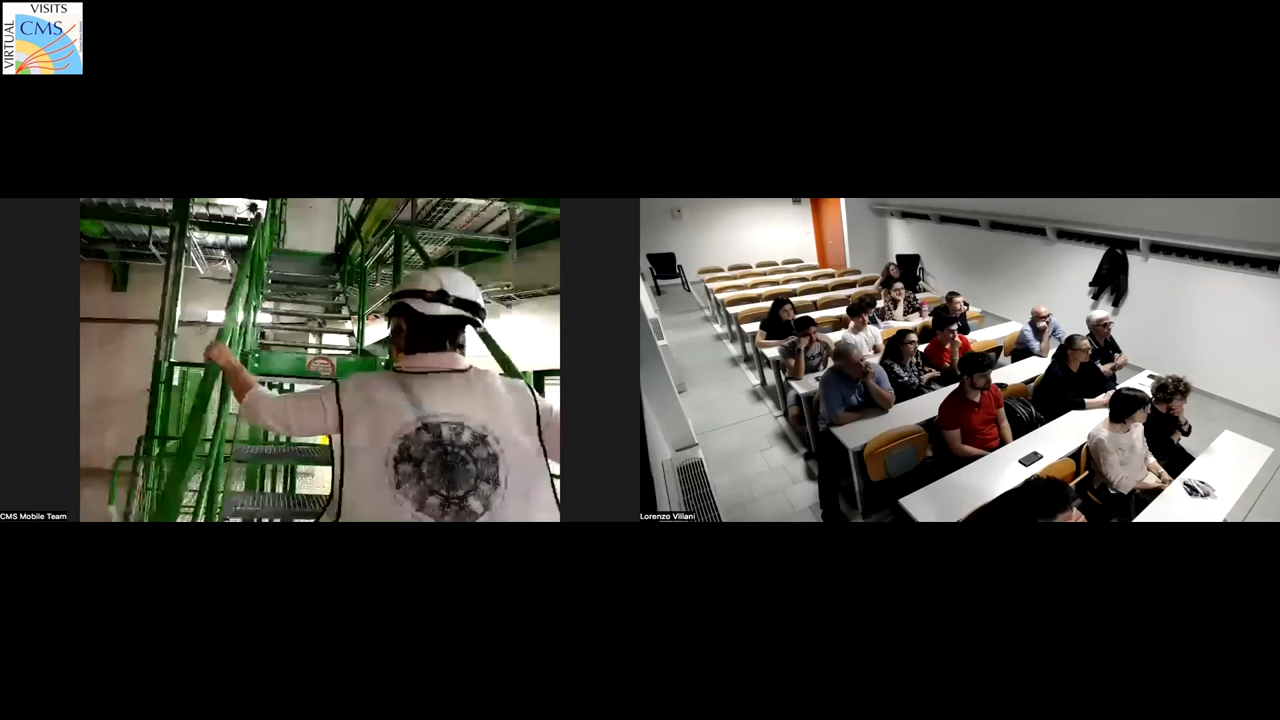 VISITS
CMS
VIRTUAL
CMS Mobile Team
Lorenzo Viliani